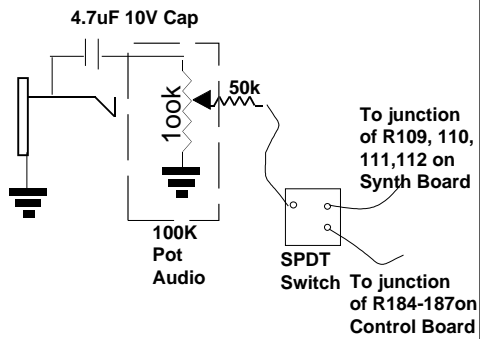 4.7uF 10V Cap
100k
50k
To junction
of R109, 110,
111,112 on
Synth Board
100K
Pot
Audio
SPDT
Switch
To junction
of R184-187on
Control Board